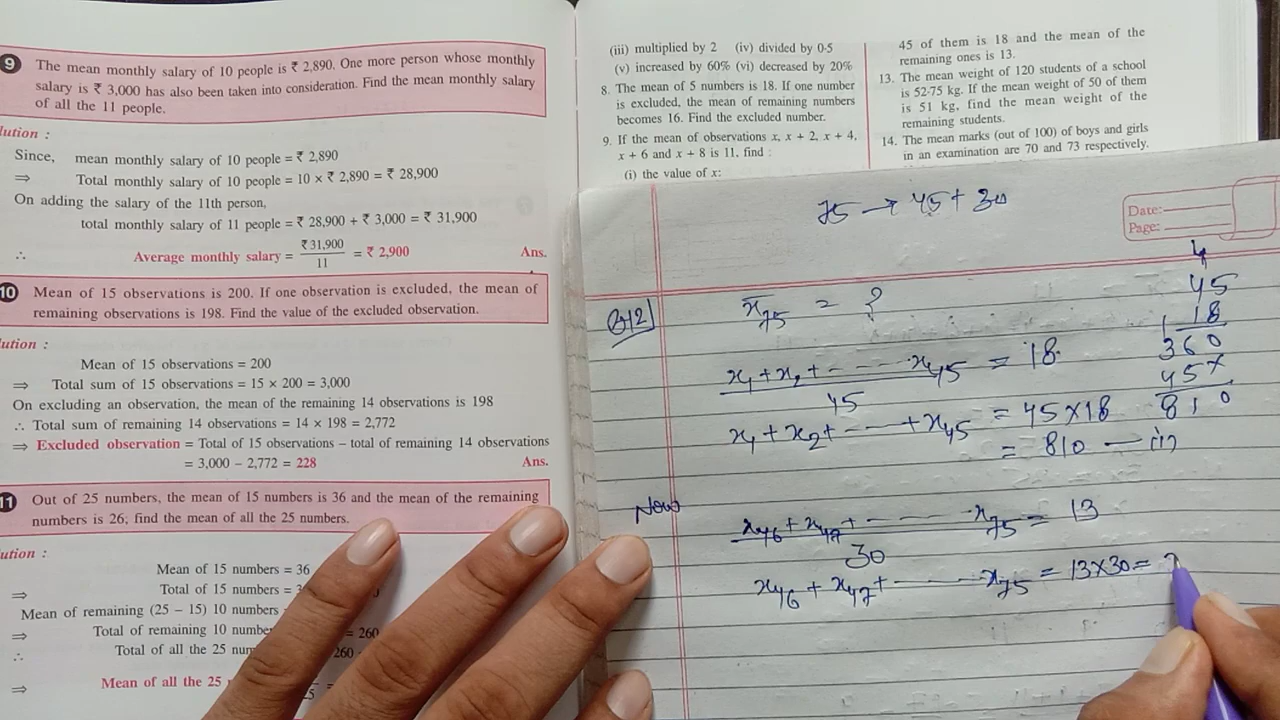 9 The mean monthly salary of 10 people is ₹ 2,890. One more person whose monthly
salary is ₹ 3,000 has also been taken into consideration. Find the mean monthly salary
of all the 11 people.
lution :
Since, mean monthly salary of 10 people = ₹ 2,890
⇒ Total monthly salary of 10 people = 10 × ₹ 2,890 = ₹ 28,900
On adding the salary of the 11th person,
total monthly salary of 11 people = ₹ 28,900 + ₹ 3,000 = ₹ 31,900
∴ Average monthly salary = ₹ 31,900 / 11 = ₹ 2,900 Ans.
10 Mean of 15 observations is 200. If one observation is excluded, the mean of
remaining observations is 198. Find the value of the excluded observation.
lution :
Mean of 15 observations = 200
⇒ Total sum of 15 observations = 15 × 200 = 3,000
On excluding an observation, the mean of the remaining 14 observations is 198
∴ Total sum of remaining 14 observations = 14 × 198 = 2,772
⇒ Excluded observation = Total of 15 observations – total of remaining 14 observations
= 3,000 – 2,772 = 228 Ans.
11 Out of 25 numbers, the mean of 15 numbers is 36 and the mean of the remaining
numbers is 26; find the mean of all the 25 numbers.
ution :
Mean of 15 numbers = 36
⇒ Total of 15 numbers =
Mean of remaining (25 – 15) 10 numbers
⇒ Total of remaining 10 = 260
∴ Total of all the 25 260
⇒ Mean of all the 25
(iii) multiplied by 2 (iv) divided by 0·5
(v) increased by 60% (vi) decreased by 20%
8. The mean of 5 numbers is 18. If one number
is excluded, the mean of remaining numbers
becomes 16. Find the excluded number.
9. If the mean of observations x, x + 2, x + 4,
x + 6 and x + 8 is 11, find :
(i) the value of x:
45 of them is 18 and the mean of the
remaining ones is 13.
13. The mean weight of 120 students of a school
is 52·75 kg. If the mean weight of 50 of them
is 51 kg, find the mean weight of the
remaining students.
14. The mean marks (out of 100) of boys and girls
in an examination are 70 and 73 respectively.
Date:
Page:
75 → 45 + 30
Q.12
x̄75 = ?
x1 + x2 + - - - - x45 = 18
45
x1 + x2 + - - - + x45 = 45 × 18
= 810 — (i)
4
45
18
1
360
45×
810
Now
x46 + x47 + - - - - x75 = 13
30
x46 + x47 + - - - - x75 = 13 × 30 =